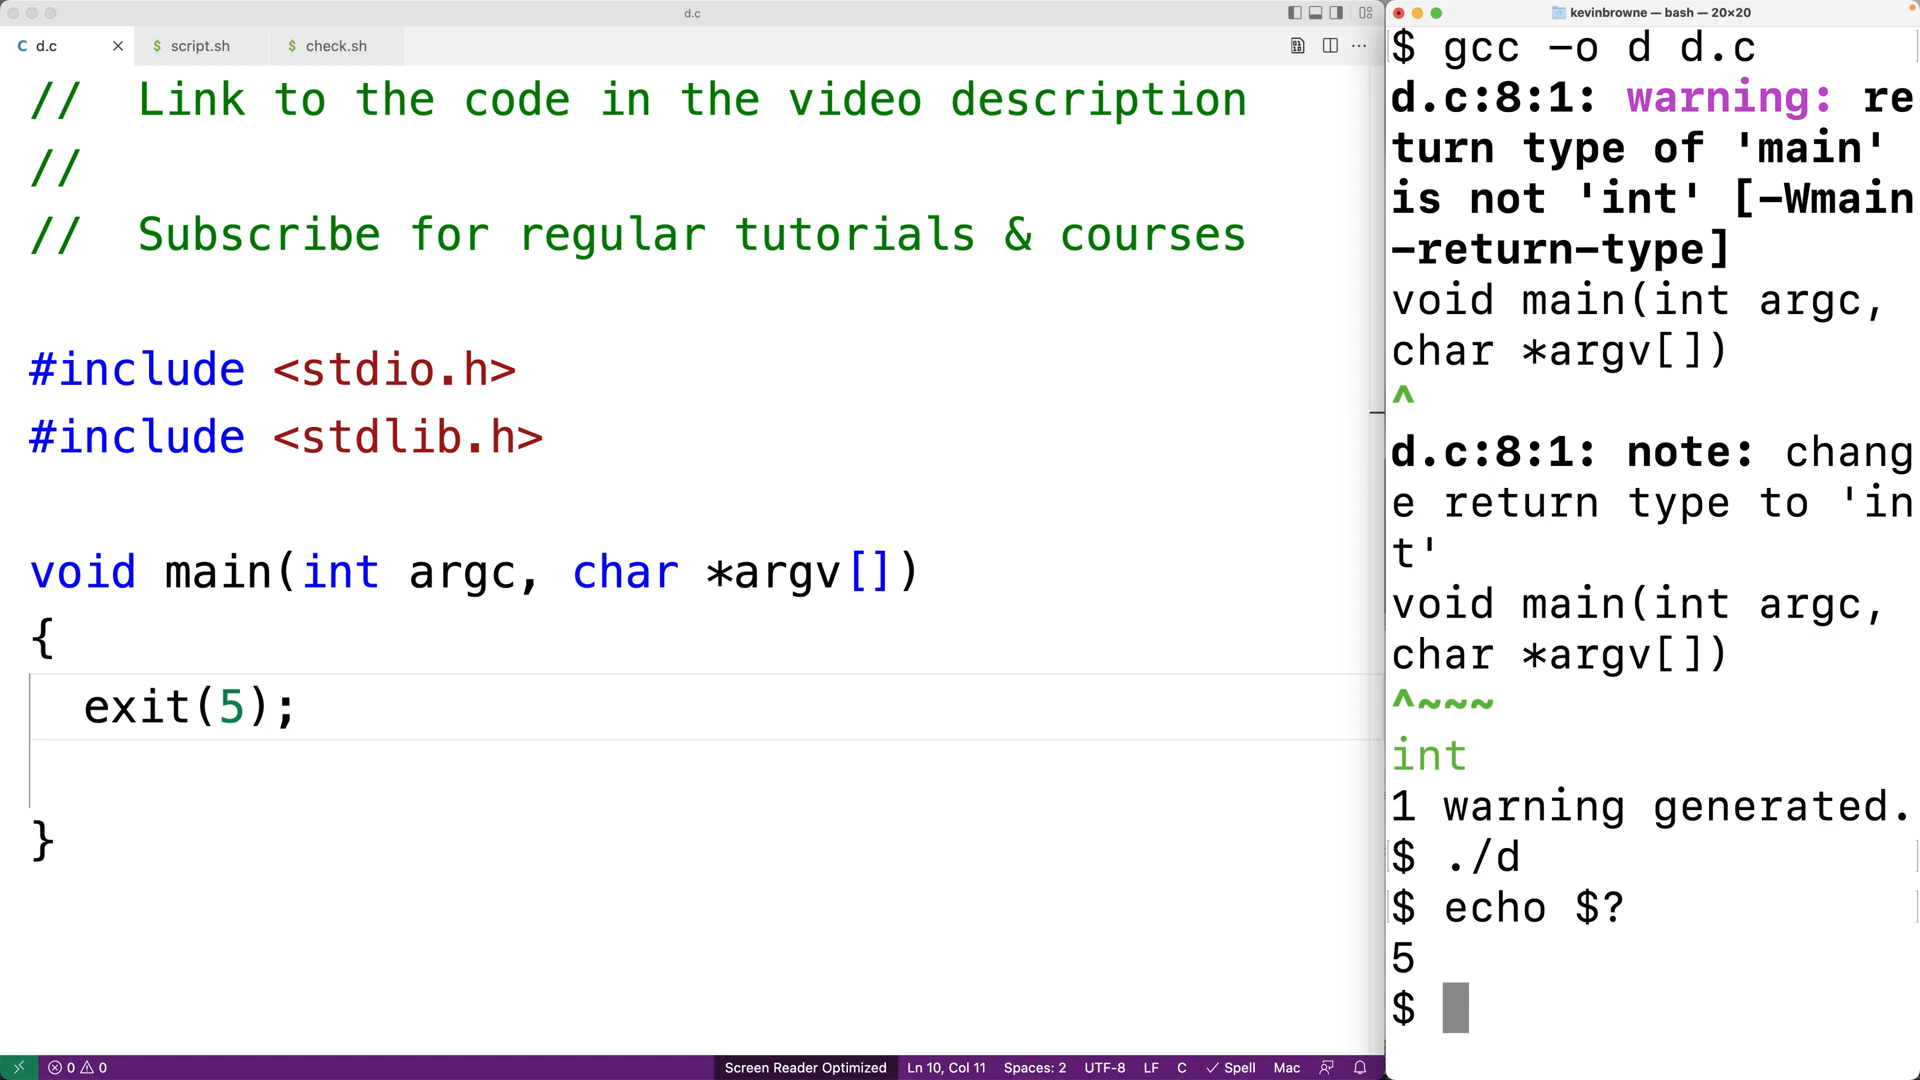 d.c
C d.c
$ script.sh
$ check.sh
// Link to the code in the video description
//
// Subscribe for regular tutorials & courses
#include <stdio.h>
#include <stdlib.h>
void main(int argc, char *argv[])
{
exit(5);
}
0 0
Screen Reader Optimized
Ln 10, Col 11
Spaces: 2
UTF-8
LF
C
Spell
Mac
kevinbrowne — bash — 20×20
$ gcc -o d d.c
d.c:8:1: warning: re
turn type of 'main'
is not 'int' [-Wmain
-return-type]
void main(int argc,
char *argv[])
^
d.c:8:1: note: chang
e return type to 'in
t'
void main(int argc,
char *argv[])
^~~~
int
1 warning generated.
$ ./d
$ echo $?
5
$